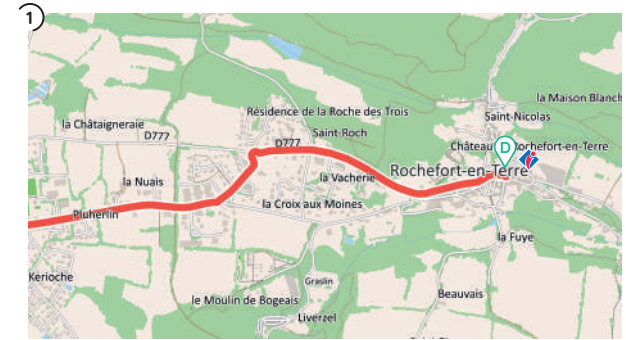 1
la Maison Blanch
Résidence de la Roche des Trois
Saint-Nicolas
la Châtaigneraie
D777
D777
Saint-Roch
Château
Rochefort-en-Terre
D
la Vacherie
Rochefort-en-Terre
la Nuais
la Croix aux Moines
Pluherlin
la Fuye
Kerioche
Graslin
le Moulin de Bogeais
Beauvais
Liverzel